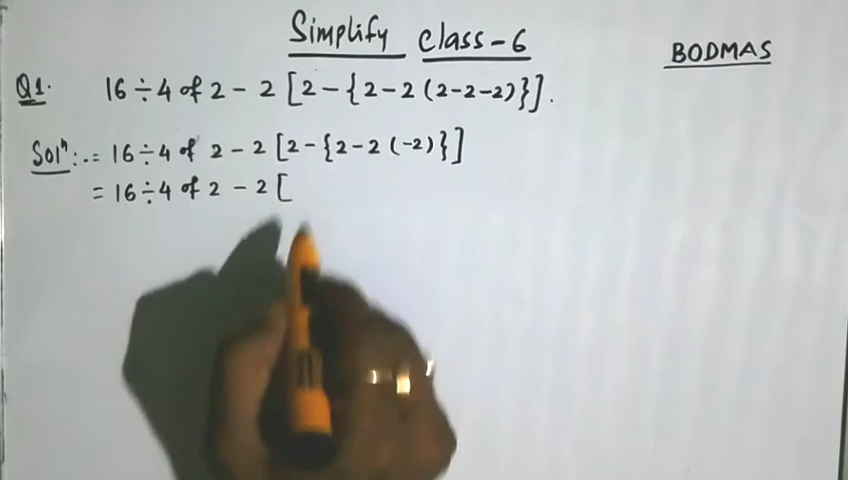 Simplify class-6
BODMAS
Q1. 16÷4 of 2 - 2 [2-{2-2 (2-2-2)}].
Solⁿ:.= 16÷4 of 2 - 2 [2-{2-2 (-2)}]
= 16÷4 of 2 - 2 [